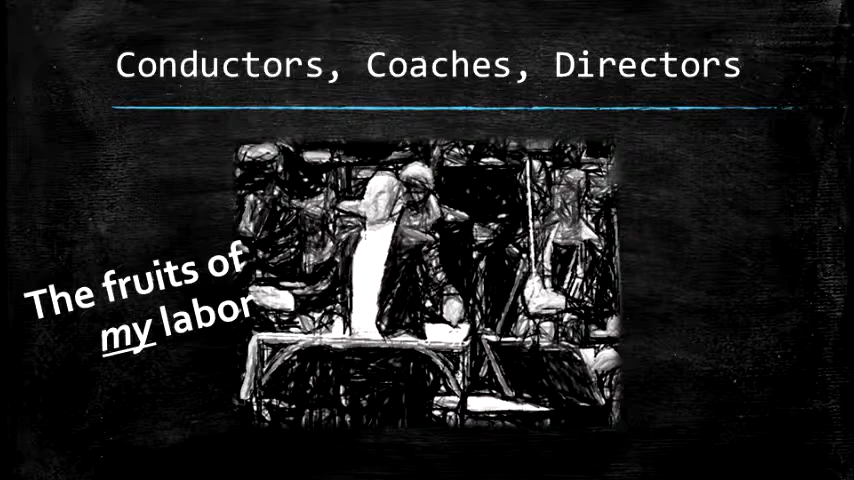 Conductors, Coaches, Directors
The fruits of
my labor